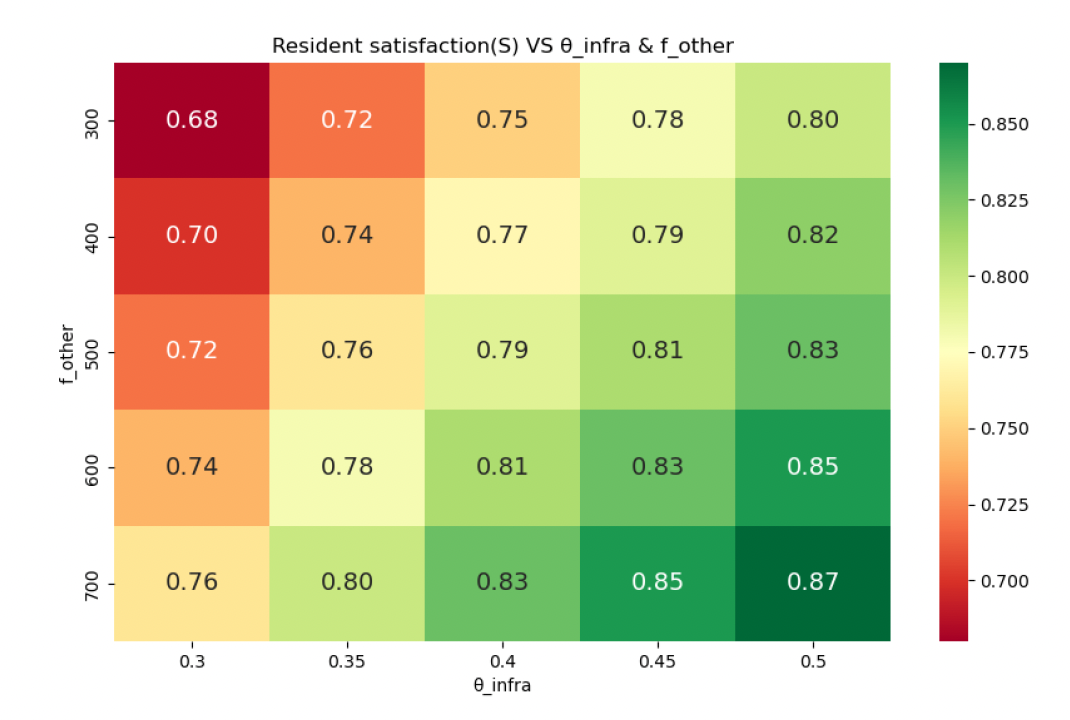 Resident satisfaction(S) VS θ_infra & f_other
f_other
300 0.68 0.72 0.75 0.78 0.80
400 0.70 0.74 0.77 0.79 0.82
500 0.72 0.76 0.79 0.81 0.83
600 0.74 0.78 0.81 0.83 0.85
700 0.76 0.80 0.83 0.85 0.87
0.3 0.35 0.4 0.45 0.5
θ_infra
0.850
0.825
0.800
0.775
0.750
0.725
0.700